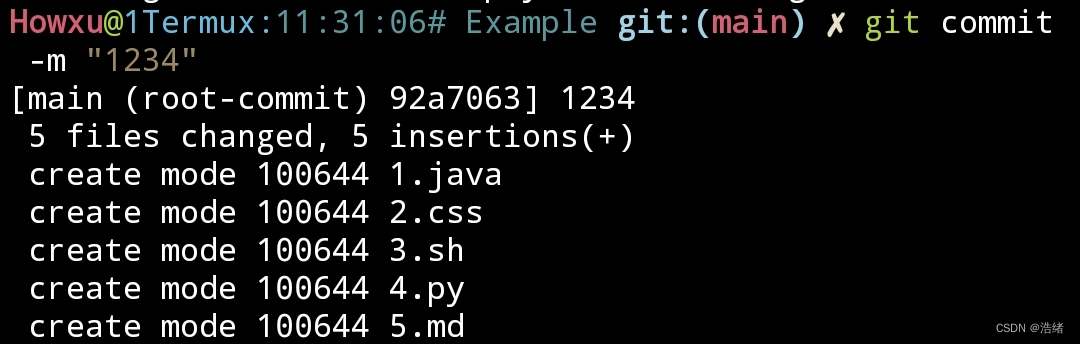 Howxu@1Termux:11:31:06# Example git:(main) ✗ git commit
-m "1234"
[main (root-commit) 92a7063] 1234
5 files changed, 5 insertions(+)
create mode 100644 1.java
create mode 100644 2.css
create mode 100644 3.sh
create mode 100644 4.py
create mode 100644 5.md
CSDN @浩绪